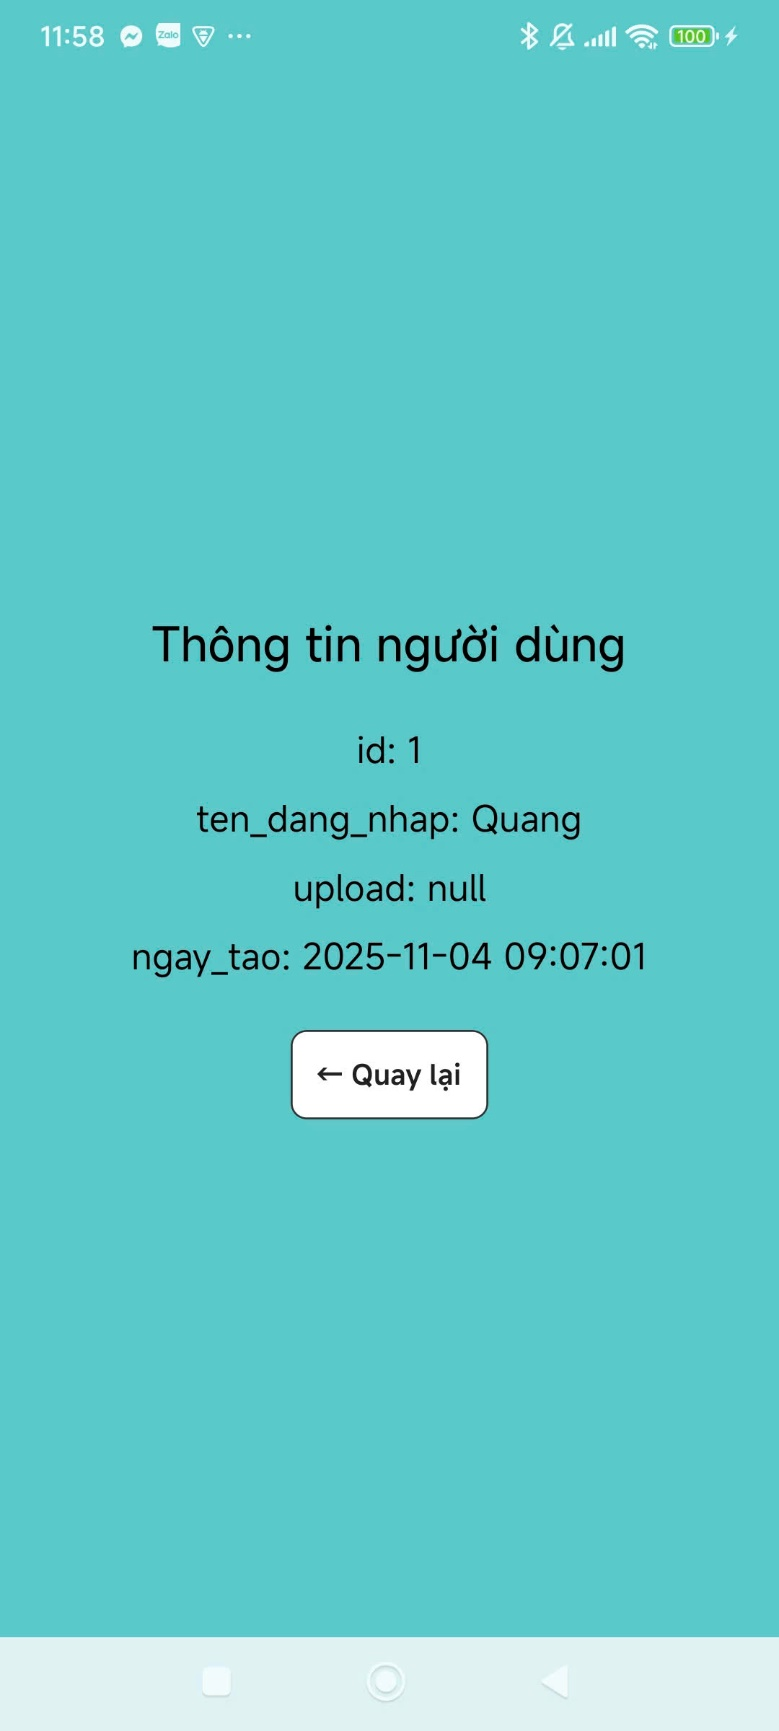 11:58 Zalo 100
Thông tin người dùng
id: 1
ten_dang_nhap: Quang
upload: null
ngay_tao: 2025-11-04 09:07:01
← Quay lại